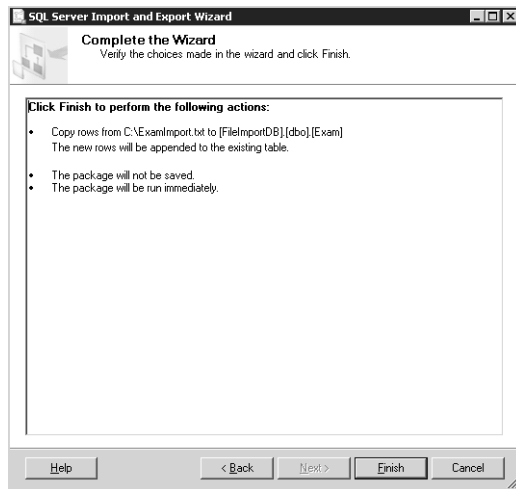 SQL Server Import and Export Wizard
Complete the Wizard
Verify the choices made in the wizard and click Finish.
Click Finish to perform the following actions:
• Copy rows from C:\ExamImport.txt to [FileImportDB].[dbo].[Exam]
The new rows will be appended to the existing table.
• The package will not be saved.
• The package will be run immediately.
Help < Back Next > Finish Cancel